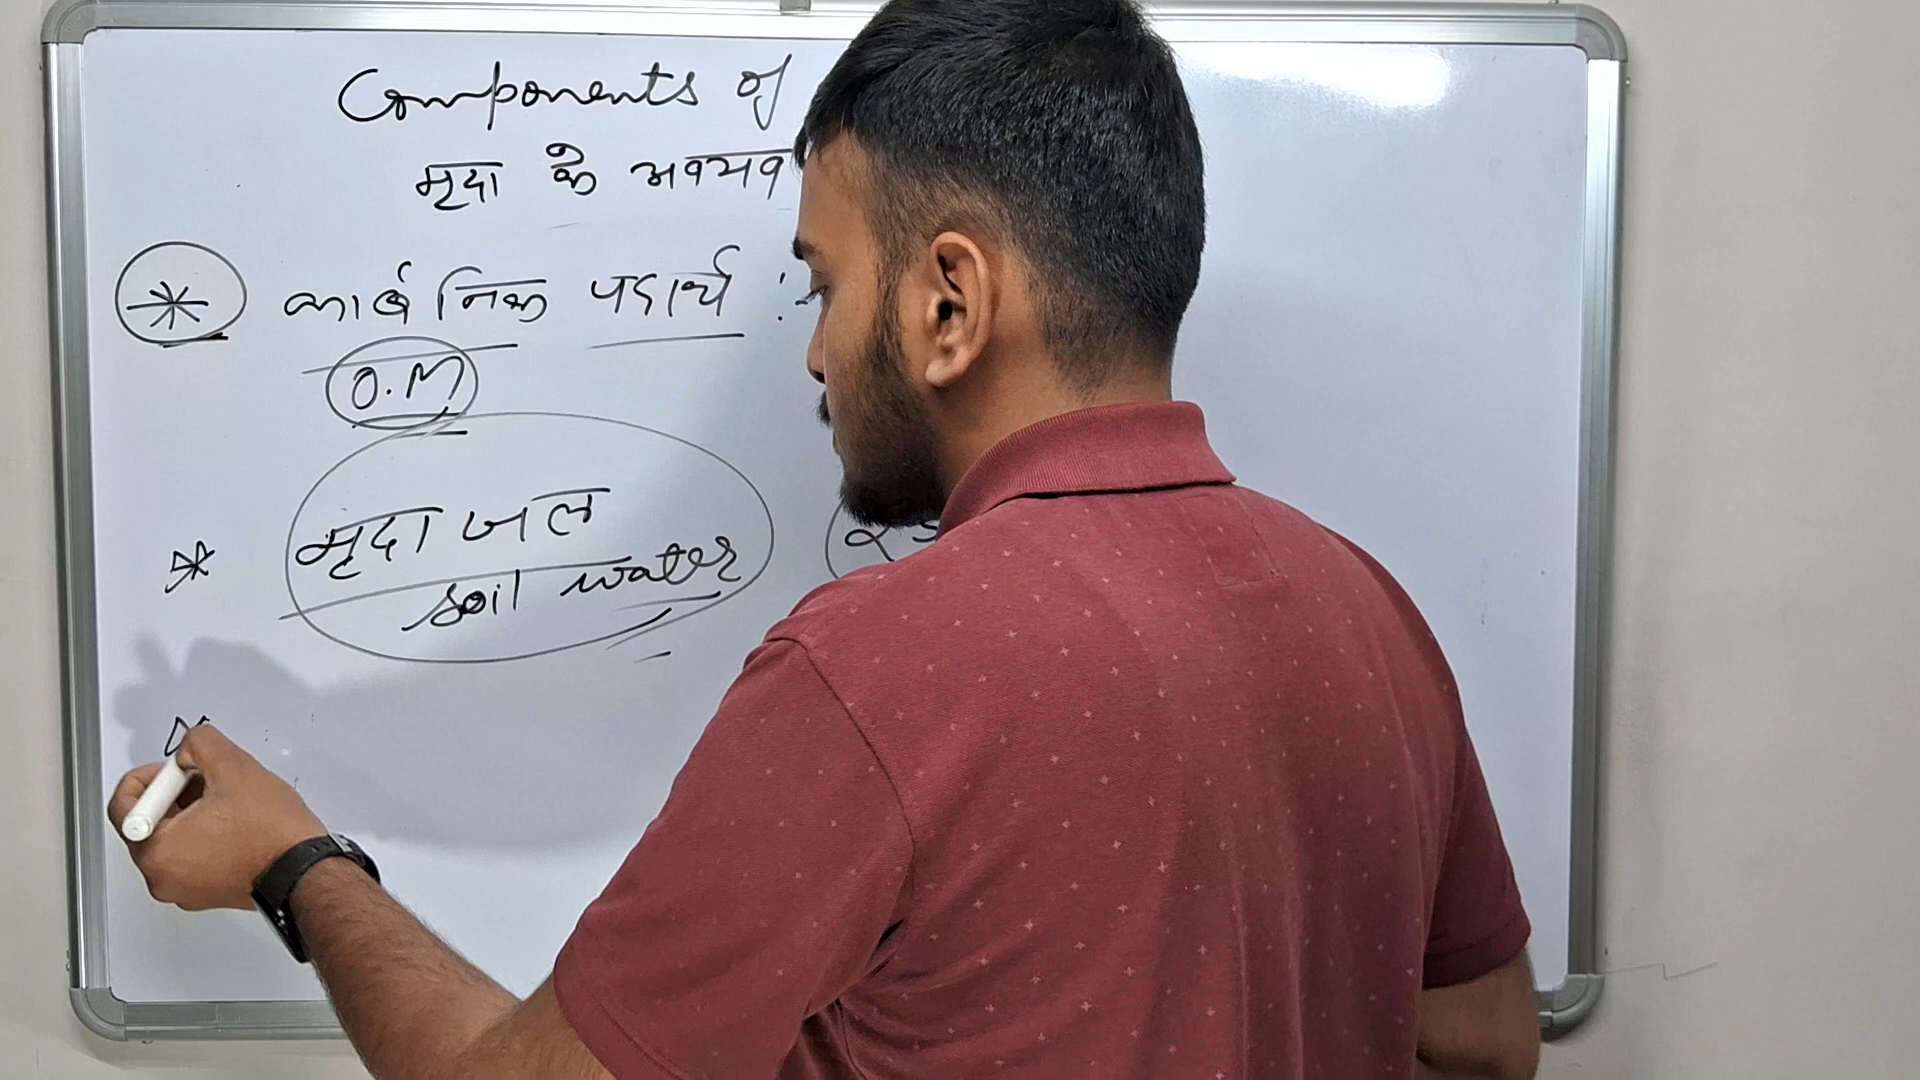 Components of
मृदा के अवयव
* कार्बनिक पदार्थ :-
O.M
* मृदा जल
soil water